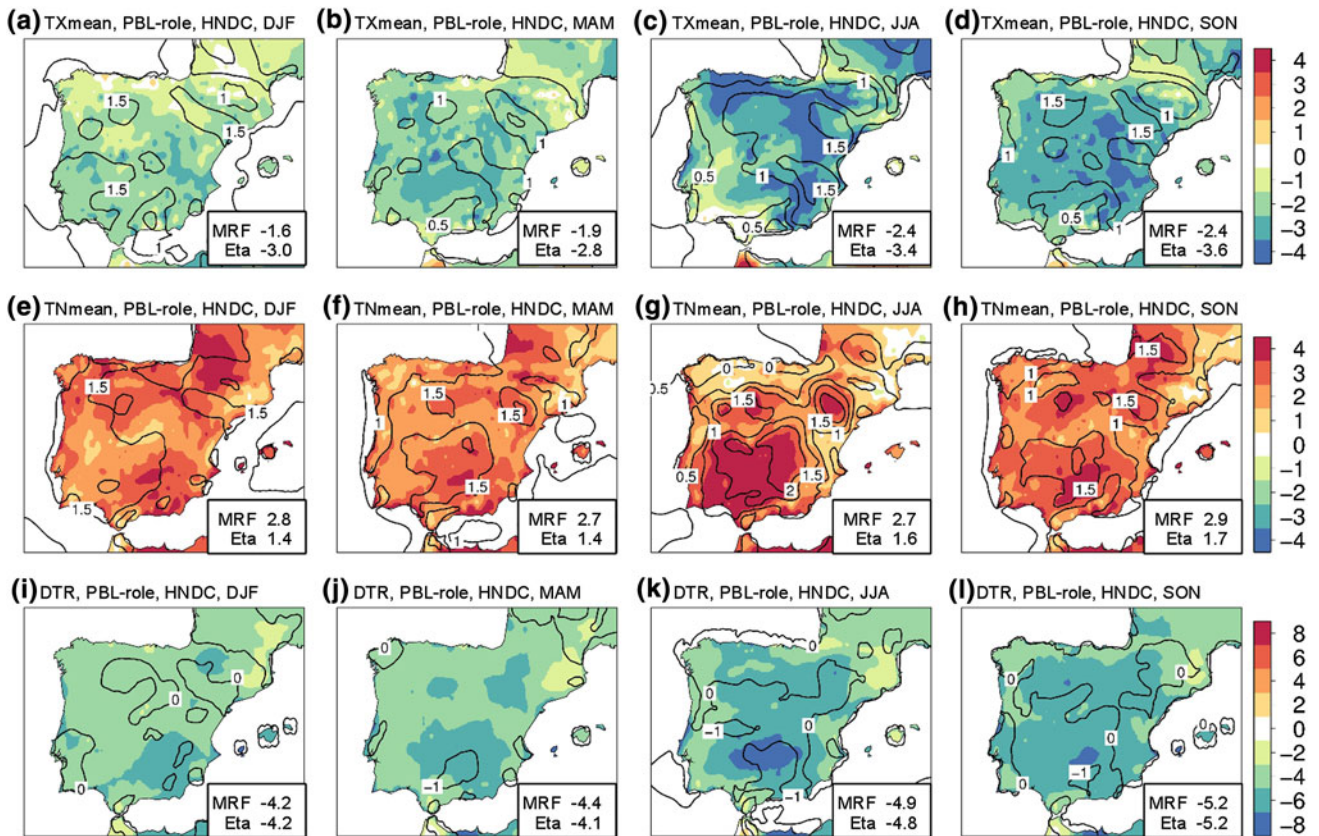 (a) TXmean, PBL-role, HNDC, DJF
1.5
1
1.5
1.5
1
MRF -1.6
Eta -3.0
(b) TXmean, PBL-role, HNDC, MAM
1
1
1
1
0.5
MRF -1.9
Eta -2.8
(c) TXmean, PBL-role, HNDC, JJA
1
1.5
0.5
1
1.5
0.5
MRF -2.4
Eta -3.4
(d) TXmean, PBL-role, HNDC, SON
1.5
1
1.5
1
0.5
1
MRF -2.4
Eta -3.6
4
3
2
1
0
−1
−2
−3
−4
(e) TNmean, PBL-role, HNDC, DJF
1.5
1.5
1.5
MRF 2.8
Eta 1.4
(f) TNmean, PBL-role, HNDC, MAM
1
1.5
1.5
1
1
1.5
1
MRF 2.7
Eta 1.4
(g) TNmean, PBL-role, HNDC, JJA
0
0
0.5
1.5
1.5
1
1
0.5
1.5
2
MRF 2.7
Eta 1.6
(h) TNmean, PBL-role, HNDC, SON
1.5
1
1
1.5
1
1.5
MRF 2.9
Eta 1.7
4
3
2
1
0
−1
−2
−3
−4
(i) DTR, PBL-role, HNDC, DJF
0
0
0
MRF -4.2
Eta -4.2
(j) DTR, PBL-role, HNDC, MAM
0
−1
MRF -4.4
Eta -4.1
(k) DTR, PBL-role, HNDC, JJA
0
0
0
−1
−1
MRF -4.9
Eta -4.8
(l) DTR, PBL-role, HNDC, SON
0
0
0
0
−1
0
MRF -5.2
Eta -5.2
8
6
4
2
0
−2
−4
−6
−8